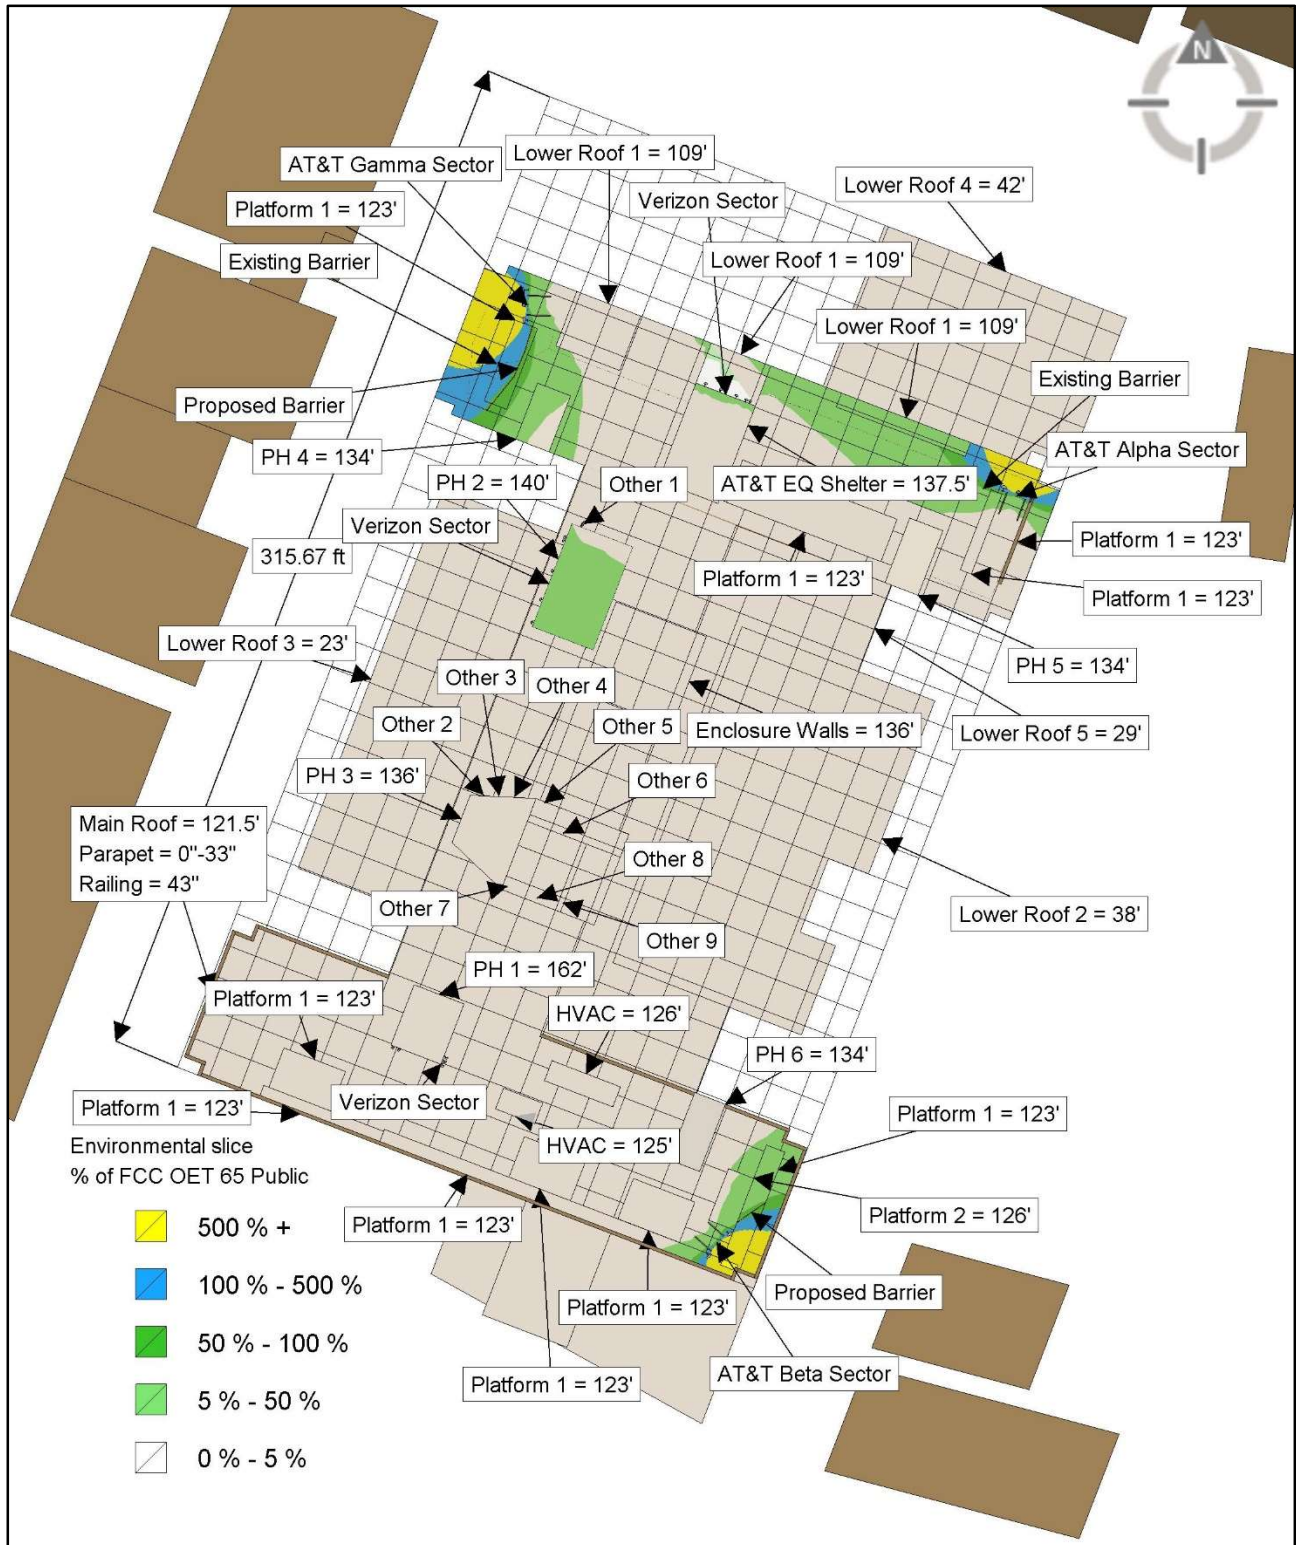 N
Lower Roof 1 = 109'
AT&T Gamma Sector
Lower Roof 4 = 42'
Verizon Sector
Platform 1 = 123'
Existing Barrier
Lower Roof 1 = 109'
Lower Roof 1 = 109'
Existing Barrier
Proposed Barrier
AT&T Alpha Sector
PH 4 = 134'
PH 2 = 140'
Other 1
AT&T EQ Shelter = 137.5'
Verizon Sector
Platform 1 = 123'
315.67 ft
Platform 1 = 123'
Platform 1 = 123'
Lower Roof 3 = 23'
PH 5 = 134'
Other 3
Other 4
Other 2
Other 5
Enclosure Walls = 136'
Lower Roof 5 = 29'
PH 3 = 136'
Other 6
Main Roof = 121.5'
Parapet = 0"-33"
Railing = 43"
Other 8
Other 7
Lower Roof 2 = 38'
Other 9
PH 1 = 162'
Platform 1 = 123'
HVAC = 126'
PH 6 = 134'
Platform 1 = 123'
Verizon Sector
Platform 1 = 123'
Environmental slice
% of FCC OET 65 Public
HVAC = 125'
500 % +
Platform 1 = 123'
Platform 2 = 126'
100 % - 500 %
Proposed Barrier
Platform 1 = 123'
50 % - 100 %
AT&T Beta Sector
Platform 1 = 123'
5 % - 50 %
0 % - 5 %